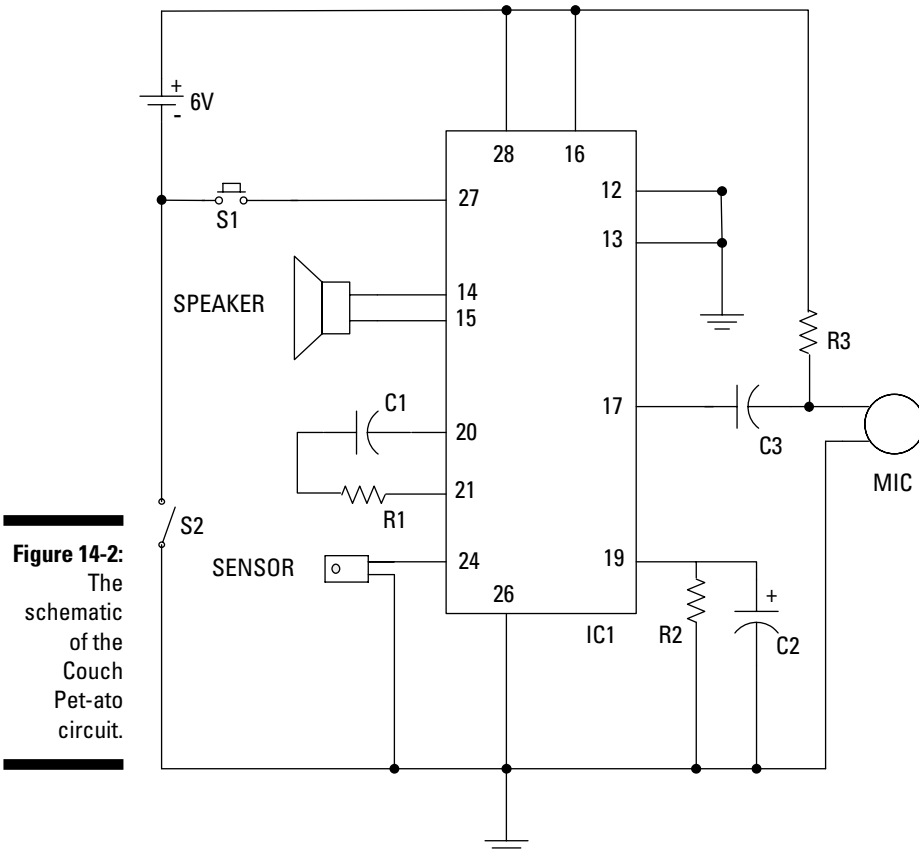 +
6V
-
28
16
27
12
S1
13
SPEAKER
14
15
R3
C1
17
20
C3
MIC
21
R1
S2
Figure 14-2:
The
schematic
of the
Couch
Pet-ato
circuit.
SENSOR
24
19
26
+
IC1
R2
C2